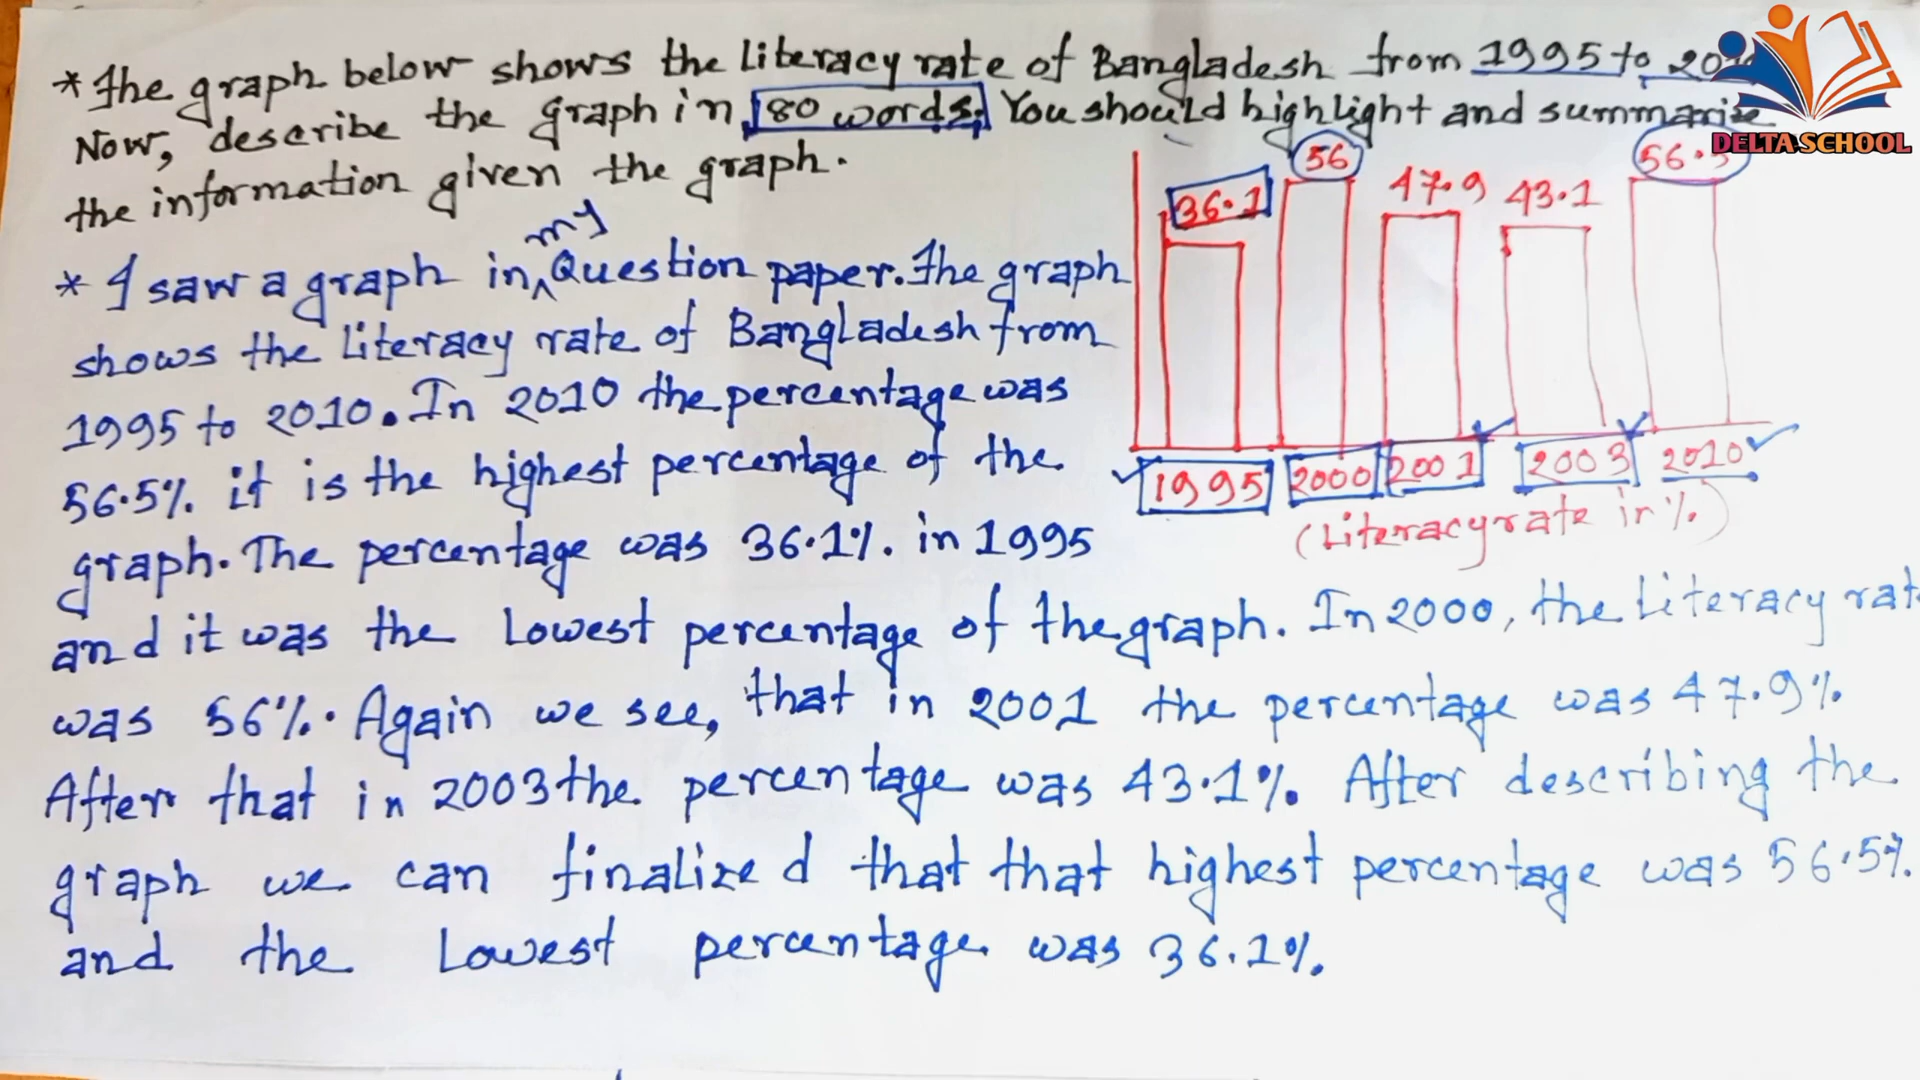 * The graph below shows the literacy rate of Bangladesh from 1995 to
Now, describe the graph in 80 words. You should highlight and summarize
the information given the graph.
DELTA SCHOOL
36.1 56 47.9 43.1 56.5
1995 2000 2001 2003 2010
(Literacy rate in %)
* I saw a graph in my Question paper. The graph
shows the literacy rate of Bangladesh from
1995 to 2010. In 2010 the percentage was
56.5% it is the highest percentage of the
graph. The percentage was 36.1% in 1995
and it was the lowest percentage of the graph. In 2000, the literacy rate
was 56%. Again we see, that in 2001 the percentage was 47.9%
After that in 2003 the percentage was 43.1%. After describing the
graph we can finalized that that highest percentage was 56.5%.
and the lowest percentage was 36.1%.